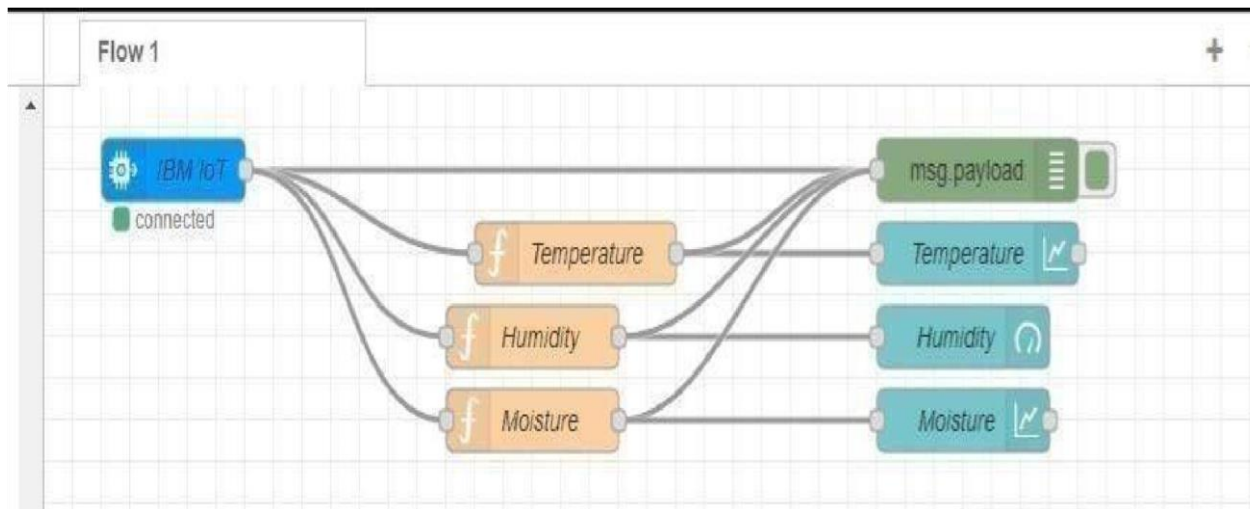 Flow 1
IBM IoT
msg.payload
connected
Temperature
Temperature
Humidity
Humidity
Moisture
Moisture